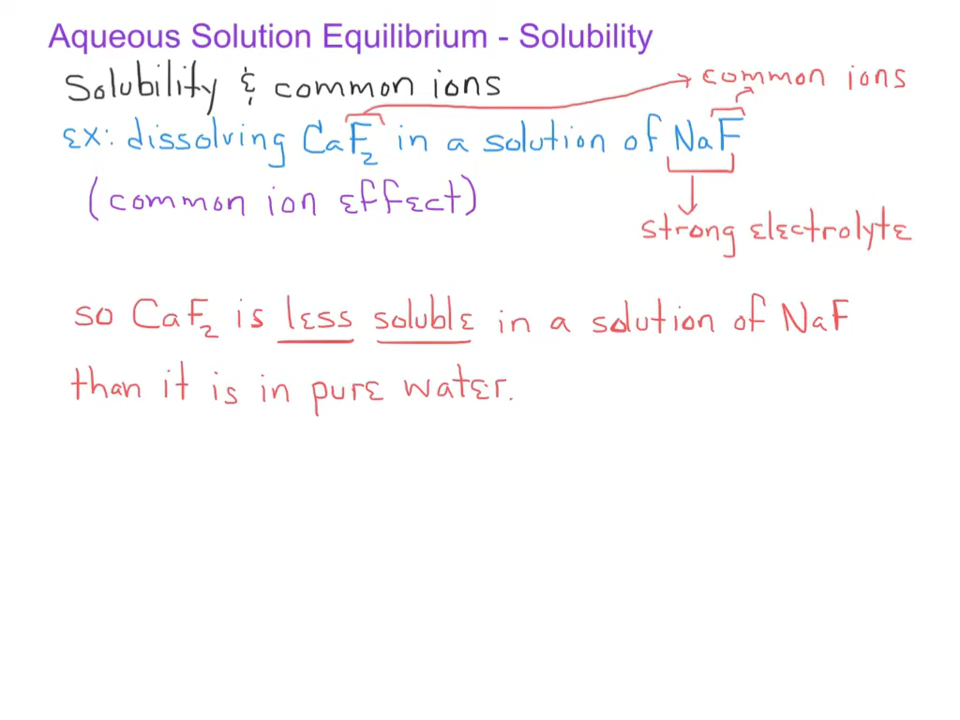 Aqueous Solution Equilibrium - Solubility
Solubility & common ions
common ions
Ex: dissolving CaF₂ in a solution of NaF
(common ion effect)
strong electrolyte
so CaF₂ is less soluble in a solution of NaF
than it is in pure water.